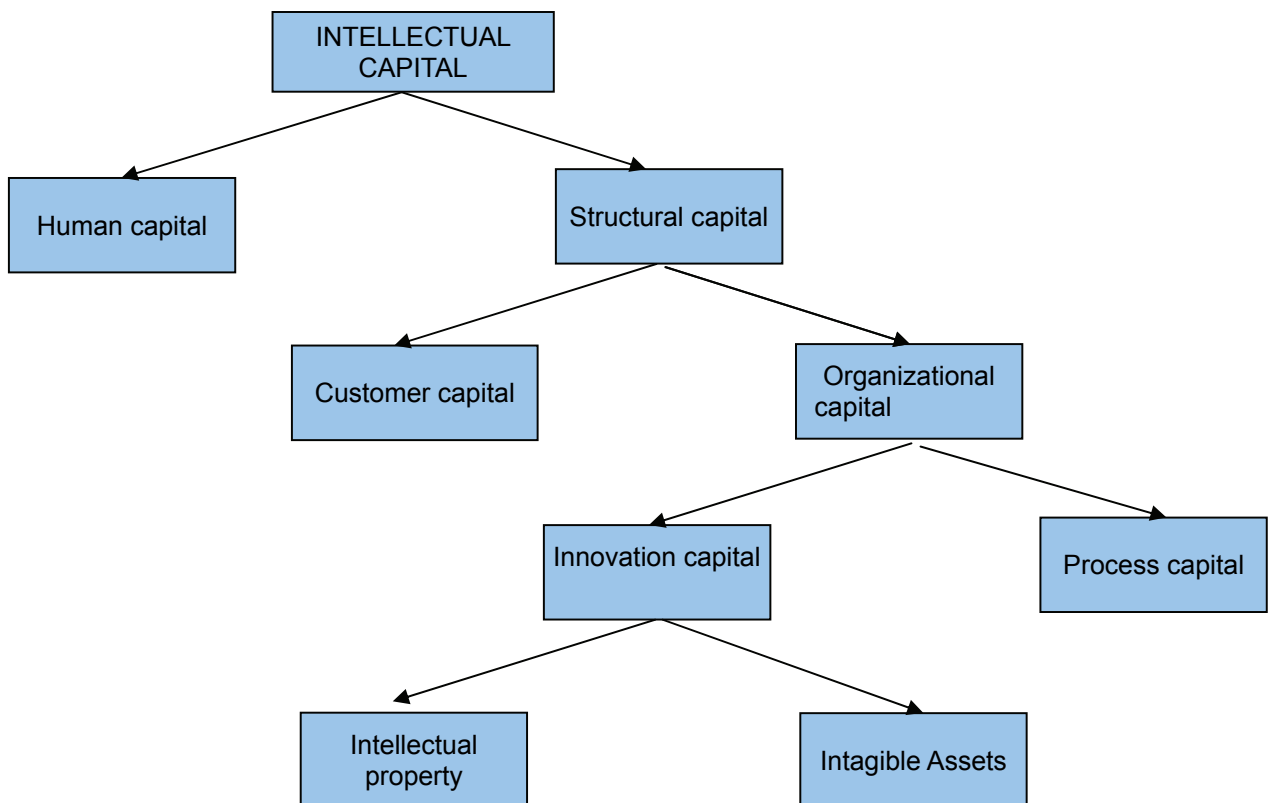 INTELLECTUAL
CAPITAL
Human capital
Structural capital
Customer capital
Organizational
capital
Innovation capital
Process capital
Intellectual
property
Intagible Assets